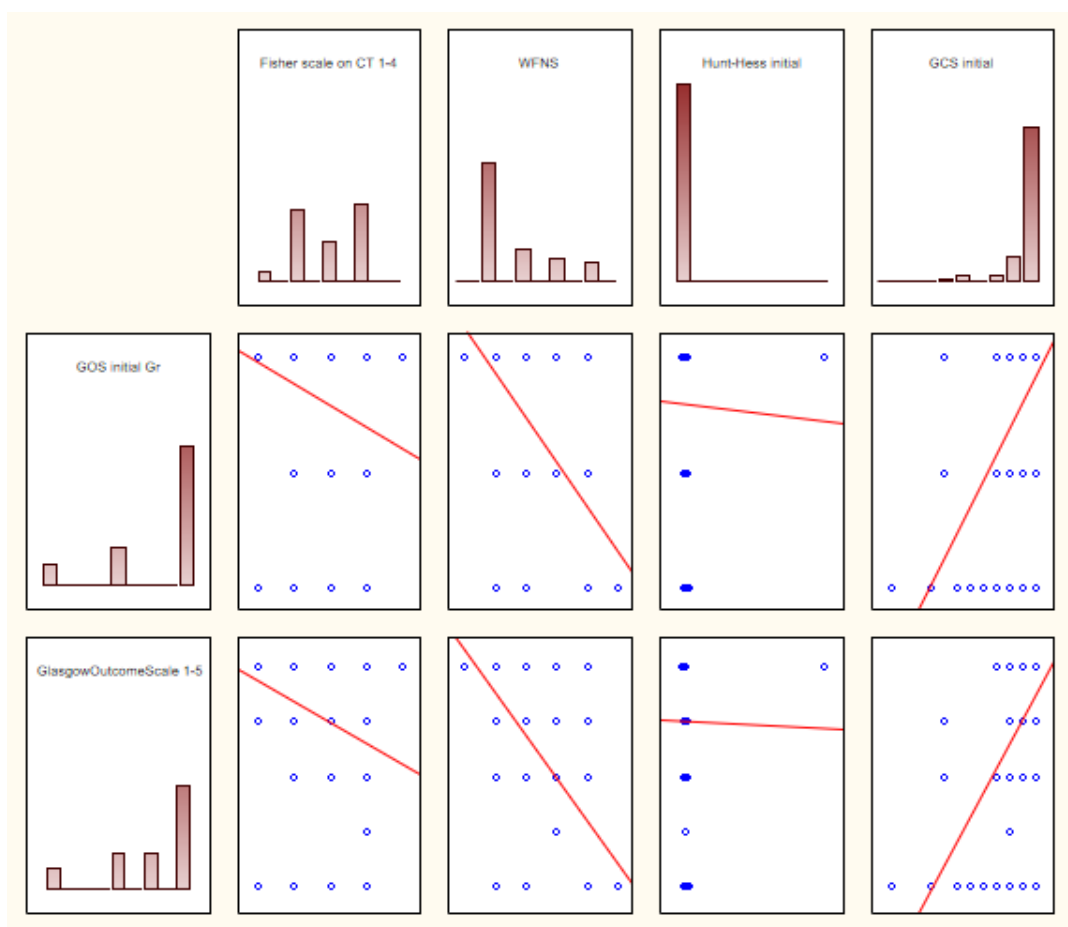 Fisher scale on CT 1-4
WFNS
Hunt-Hess initial
GCS initial
GOS initial Gr
GlasgowOutcomeScale 1-5